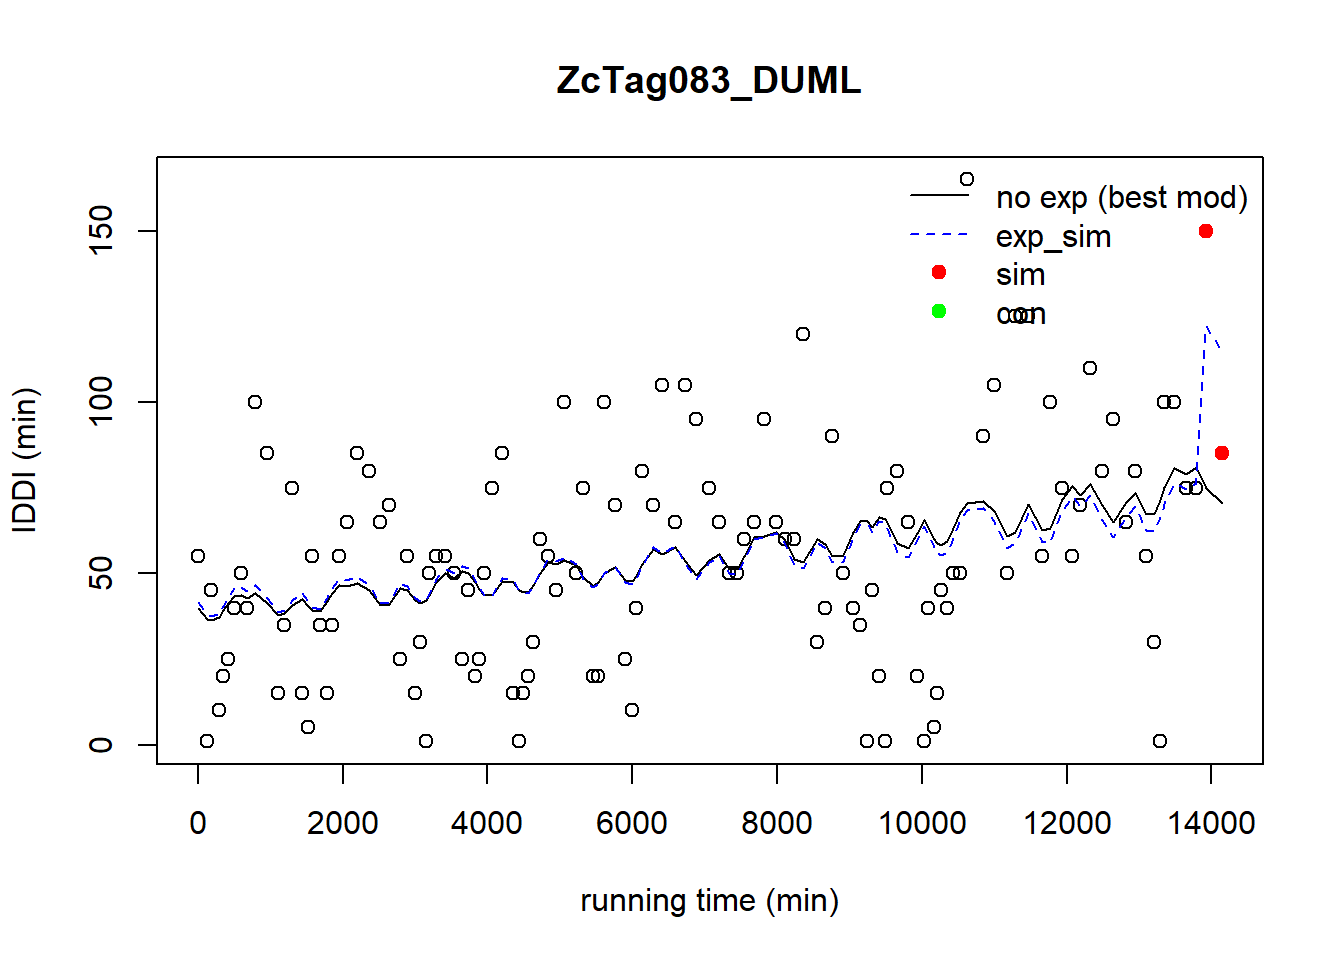 ZcTag083_DUML
no exp (best mod)
exp_sim
sim
con
IDDI (min)
150
100
50
0
0 2000 4000 6000 8000 10000 12000 14000
running time (min)